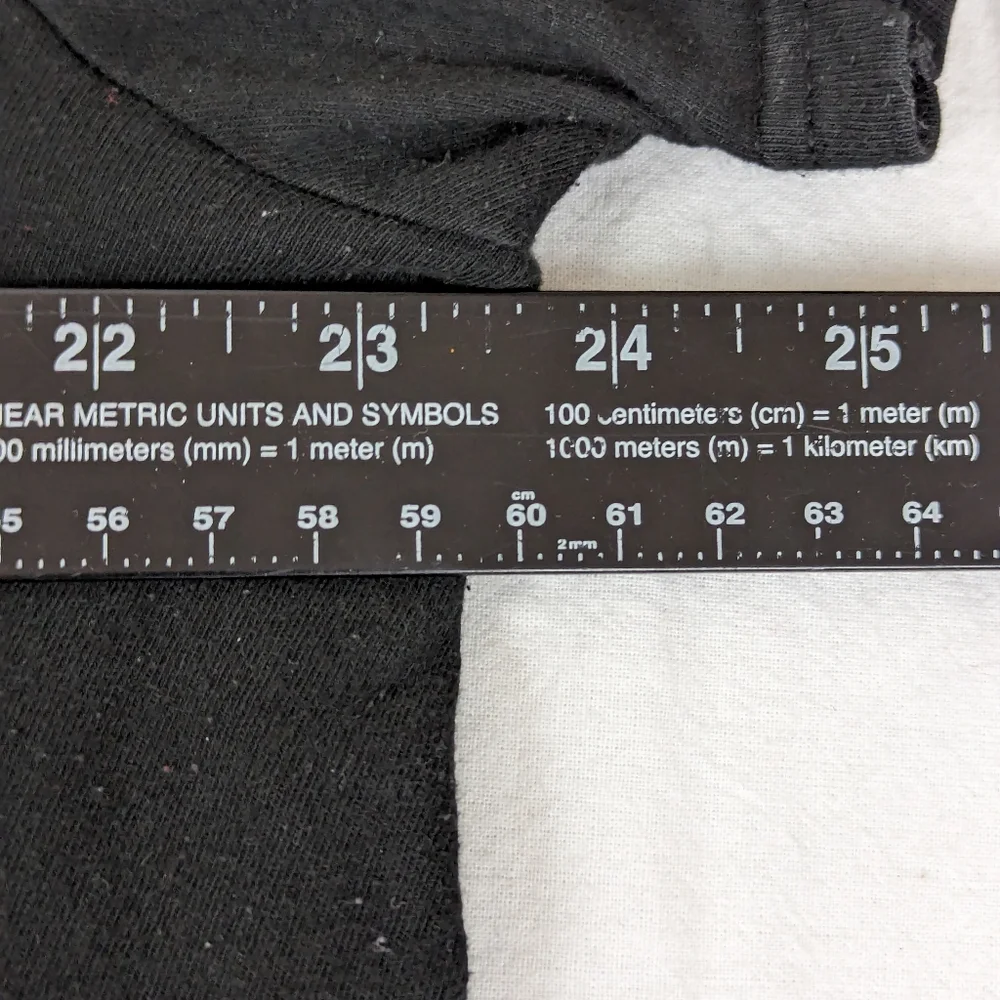 22 23 24 25
EAR METRIC UNITS AND SYMBOLS 100 centimeters (cm) = 1 meter (m)
00 millimeters (mm) = 1 meter (m) 1000 meters (m) = 1 kilometer (km)
cm
5 56 57 58 59 60 61 62 63 64
2mm